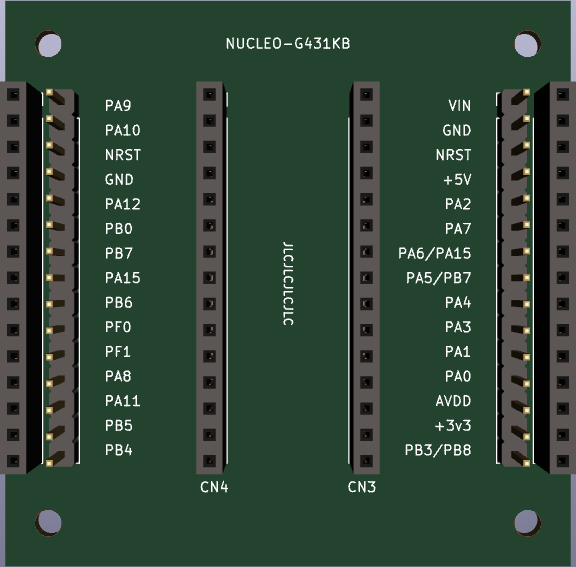 NUCLEO-G431KB
PA9
PA10
NRST
GND
PA12
PB0
PB7
PA15
PB6
PF0
PF1
PA8
PA11
PB5
PB4
JLCJLCJLCJLC
VIN
GND
NRST
+5V
PA2
PA7
PA6/PA15
PA5/PB7
PA4
PA3
PA1
PA0
AVDD
+3v3
PB3/PB8
CN4
CN3